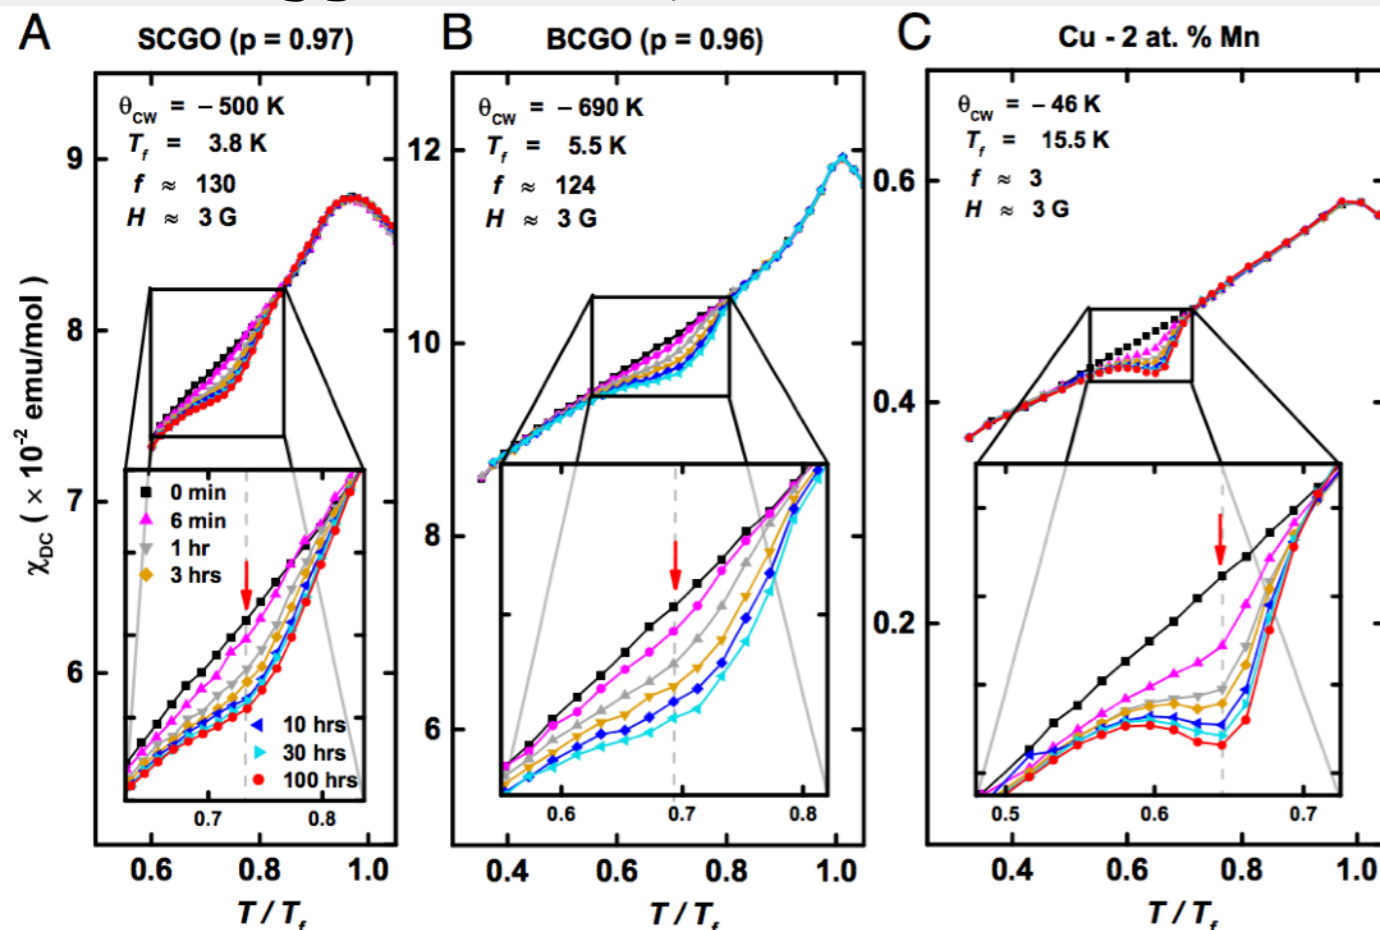 A
SCGO (p = 0.97)
θCW = – 500 K
Tf = 3.8 K
f ≈ 130
H ≈ 3 G
B
BCGO (p = 0.96)
θCW = – 690 K
Tf = 5.5 K
f ≈ 124
H ≈ 3 G
C
Cu - 2 at. % Mn
θCW = – 46 K
Tf = 15.5 K
f ≈ 3
H ≈ 3 G
χDC ( × 10⁻² emu/mol )
9
8
7
6
0 min
6 min
1 hr
3 hrs
10 hrs
30 hrs
100 hrs
0.7 0.8
0.6 0.8 1.0
T / Tf
12
10
8
6
0.6 0.7 0.8
0.4 0.6 0.8 1.0
T / Tf
0.6
0.4
0.2
0.5 0.6 0.7
0.4 0.6 0.8 1.0
T / Tf